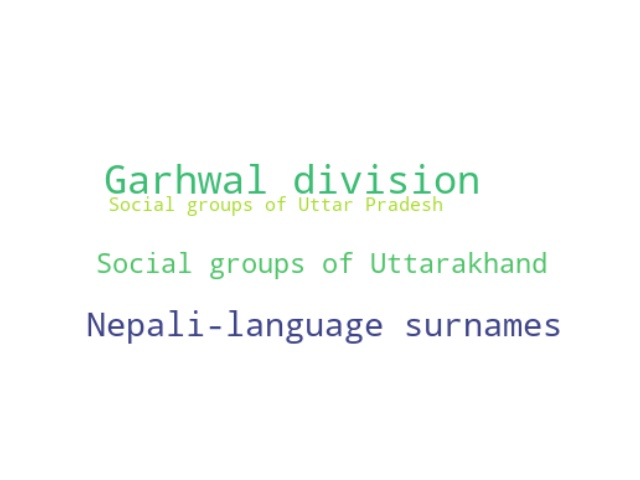 Garhwal division
Social groups of Uttar Pradesh
Social groups of Uttarakhand
Nepali-language surnames